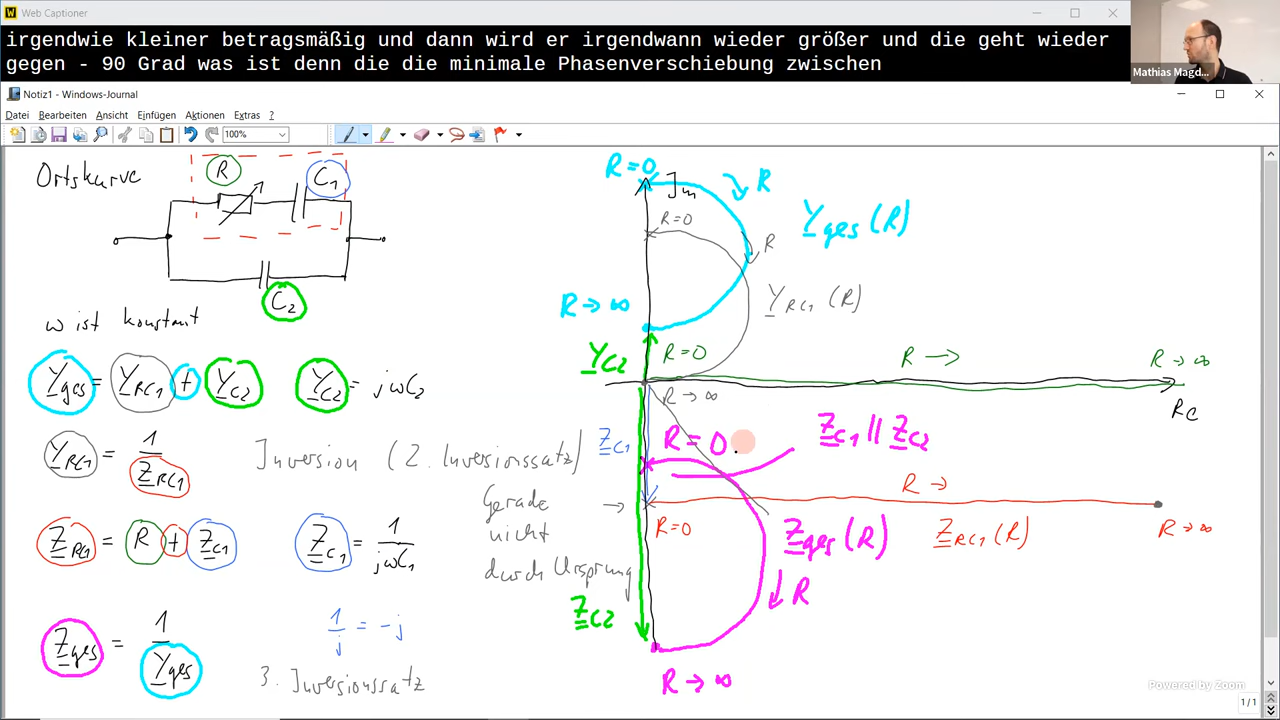 Web Captioner
irgendwie kleiner betragsmäßig und dann wird er irgendwann wieder größer und die geht wieder
gegen - 90 Grad was ist denn die die minimale Phasenverschiebung zwischen
Mathias Magd...
Notiz1 - Windows-Journal
Datei Bearbeiten Ansicht Einfügen Aktionen Extras ?
100%
Ortskurve
R C1
C2
ω ist konstant
Yges = YRC1 + YC2 YC2 = jωC2
YRC1 = 1/ZRC1 Inversion (2. Inversionssatz)
Gerade
nicht
durch Ursprung
ZRC1 = R + ZC1 ZC1 = 1/jωC1
Zges = 1/Yges 1/j = -j
3. Inversionssatz
R=0
Jm
R
Yges (R)
R=0
R
YRC1 (R)
R → ∞
YC2
R=0
R →
R → ∞
Re
R → ∞
ZC1
R = 0
ZC1 || ZC2
R →
R=0
Zges (R)
ZRC1 (R)
R → ∞
R
ZC2
R → ∞
Powered by Zoom
1/1